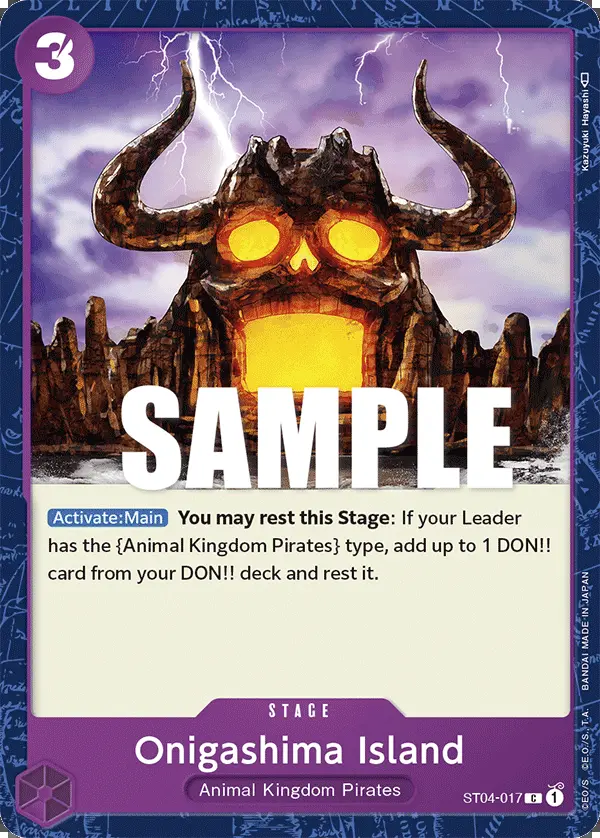 3
Kazuyuki Hayashi
SAMPLE
Activate:Main You may rest this Stage: If your Leader
has the {Animal Kingdom Pirates} type, add up to 1 DON!!
card from your DON!! deck and rest it.
STAGE
Onigashima Island
Animal Kingdom Pirates
ST04-017 C 1
©E.O/S. ©E.O./S.,T.A. BANDAI MADE IN JAPAN